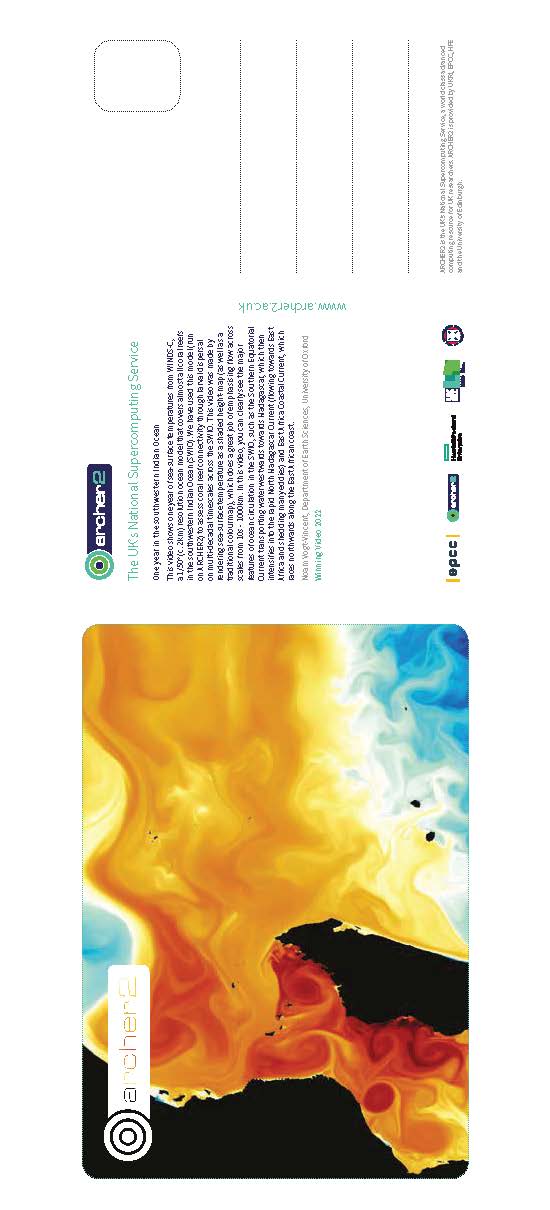 archer2
archer2
The UK's National Supercomputing Service
One year in the southwestern Indian Ocean
This video shows one year of sea-surface temperatures from WINDS-C,
a 1/50° (c. 2km) resolution ocean model that covers almost all coral reefs
in the southwestern Indian Ocean (SWIO). We have used this model (run
on ARCHER2) to assess coral reef connectivity through larval dispersal
on multi-decadal timescales across the SWIO. This video was made by
rendering sea-surface temperature as a shaded height-map (as well as a
traditional colourmap), which does a great job of emphasising flow across
scales from 10s - 1000km. In this video, you can clearly see the major
features of ocean circulation in the SWIO, such as the Southern Equatorial
Current transporting water westwards towards Madagascar, which then
intensifies into the rapid North Madagascar Current (flowing towards East
Africa and shedding many eddies) and East Africa Coastal Current, which
races northwards along the East African coast.
Noam Vogt-Vincent, Department of Earth Sciences, University of Oxford
Winning Video 2022
www.archer2.ac.uk
epcc
archer2
Hewlett Packard
Enterprise
ARCHER2 is the UK's National Supercomputing Service, a world class advanced
computing resource for UK researchers. ARCHER2 is provided by UKRI, EPCC, HPE
and the University of Edinburgh.